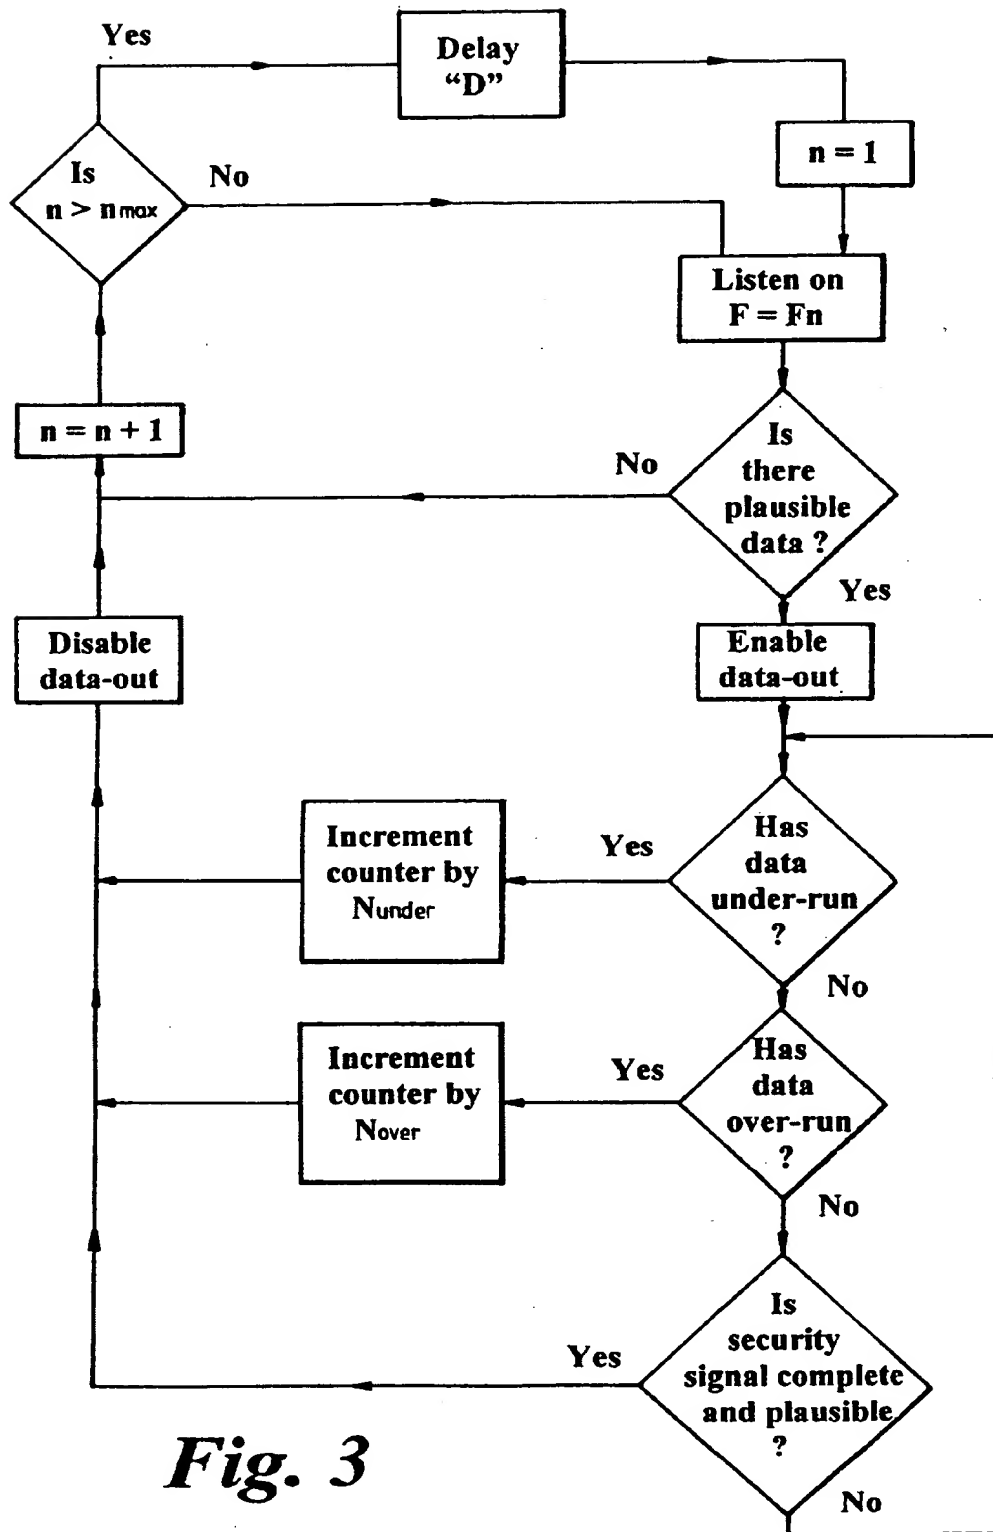 Yes
Delay
“D”
n = 1
Is
n > nmax
No
Listen on
F = Fn
n = n + 1
Is
there
plausible
data ?
No
Yes
Disable
data-out
Enable
data-out
Has
data
under-run
?
Yes
Increment
counter by
Nunder
No
Has
data
over-run
?
Yes
Increment
counter by
Nover
No
Is
security
signal complete
and plausible
?
Yes
No
Fig. 3